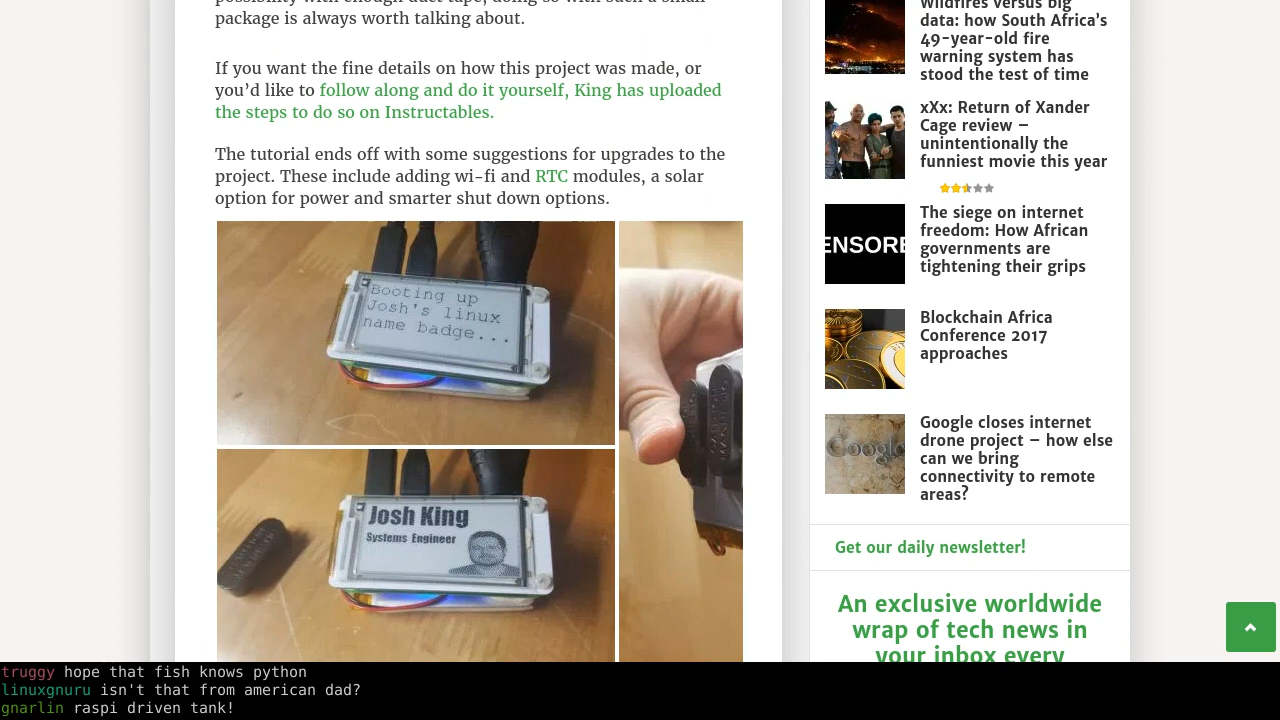 package is always worth talking about.
If you want the fine details on how this project was made, or
you’d like to follow along and do it yourself, King has uploaded
the steps to do so on Instructables.
The tutorial ends off with some suggestions for upgrades to the
project. These include adding wi-fi and RTC modules, a solar
option for power and smarter shut down options.
Booting up
Josh's linux
name badge...
Josh King
Systems Engineer
Wildfires versus big
data: how South Africa’s
49-year-old fire
warning system has
stood the test of time
xXx: Return of Xander
Cage review –
unintentionally the
funniest movie this year
ENSORE
The siege on internet
freedom: How African
governments are
tightening their grips
Blockchain Africa
Conference 2017
approaches
Google
Google closes internet
drone project – how else
can we bring
connectivity to remote
areas?
Get our daily newsletter!
An exclusive worldwide
wrap of tech news in
your inbox every
truggy hope that fish knows python
linuxgnuru isn't that from american dad?
gnarlin raspi driven tank!